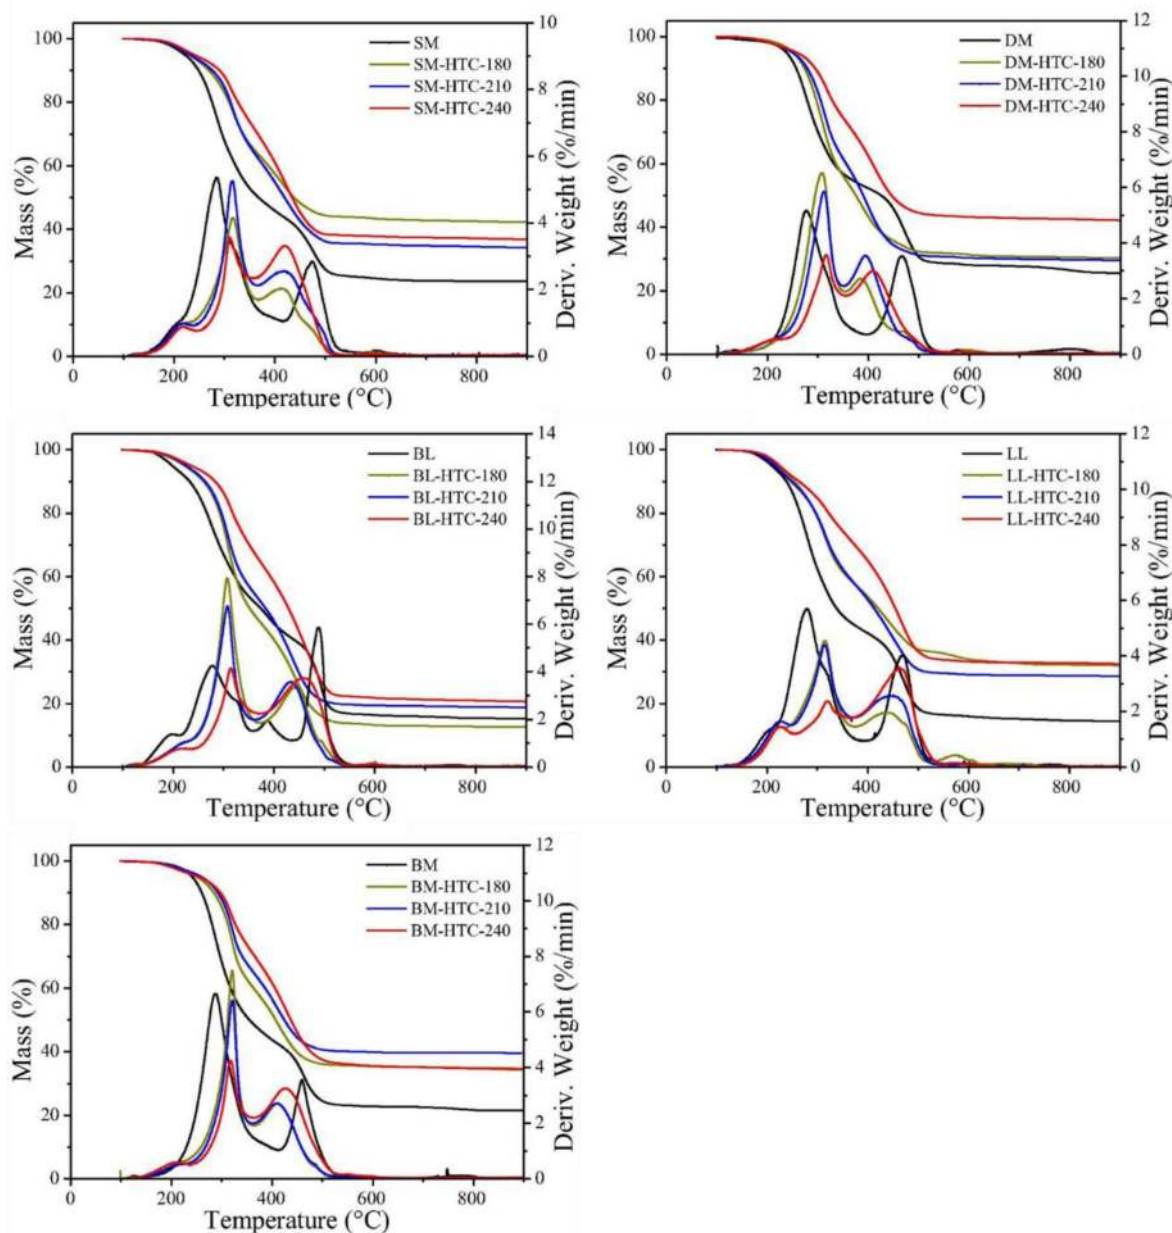 100
80
60
40
20
0
Mass (%)
10
8
6
4
2
0
Deriv. Weight (%/min)
SM
SM-HTC-180
SM-HTC-210
SM-HTC-240
0
200
400
600
800
Temperature (°C)
100
80
60
40
20
0
Mass (%)
12
10
8
6
4
2
0
Deriv. Weight (%/min)
DM
DM-HTC-180
DM-HTC-210
DM-HTC-240
0
200
400
600
800
Temperature (°C)
100
80
60
40
20
0
Mass (%)
14
12
10
8
6
4
2
0
Deriv. Weight (%/min)
BL
BL-HTC-180
BL-HTC-210
BL-HTC-240
0
200
400
600
800
Temperature (°C)
100
80
60
40
20
0
Mass (%)
12
10
8
6
4
2
0
Deriv. Weight (%/min)
LL
LL-HTC-180
LL-HTC-210
LL-HTC-240
0
200
400
600
800
Temperature (°C)
100
80
60
40
20
0
Mass (%)
12
10
8
6
4
2
0
Deriv. Weight (%/min)
BM
BM-HTC-180
BM-HTC-210
BM-HTC-240
0
200
400
600
800
Temperature (°C)